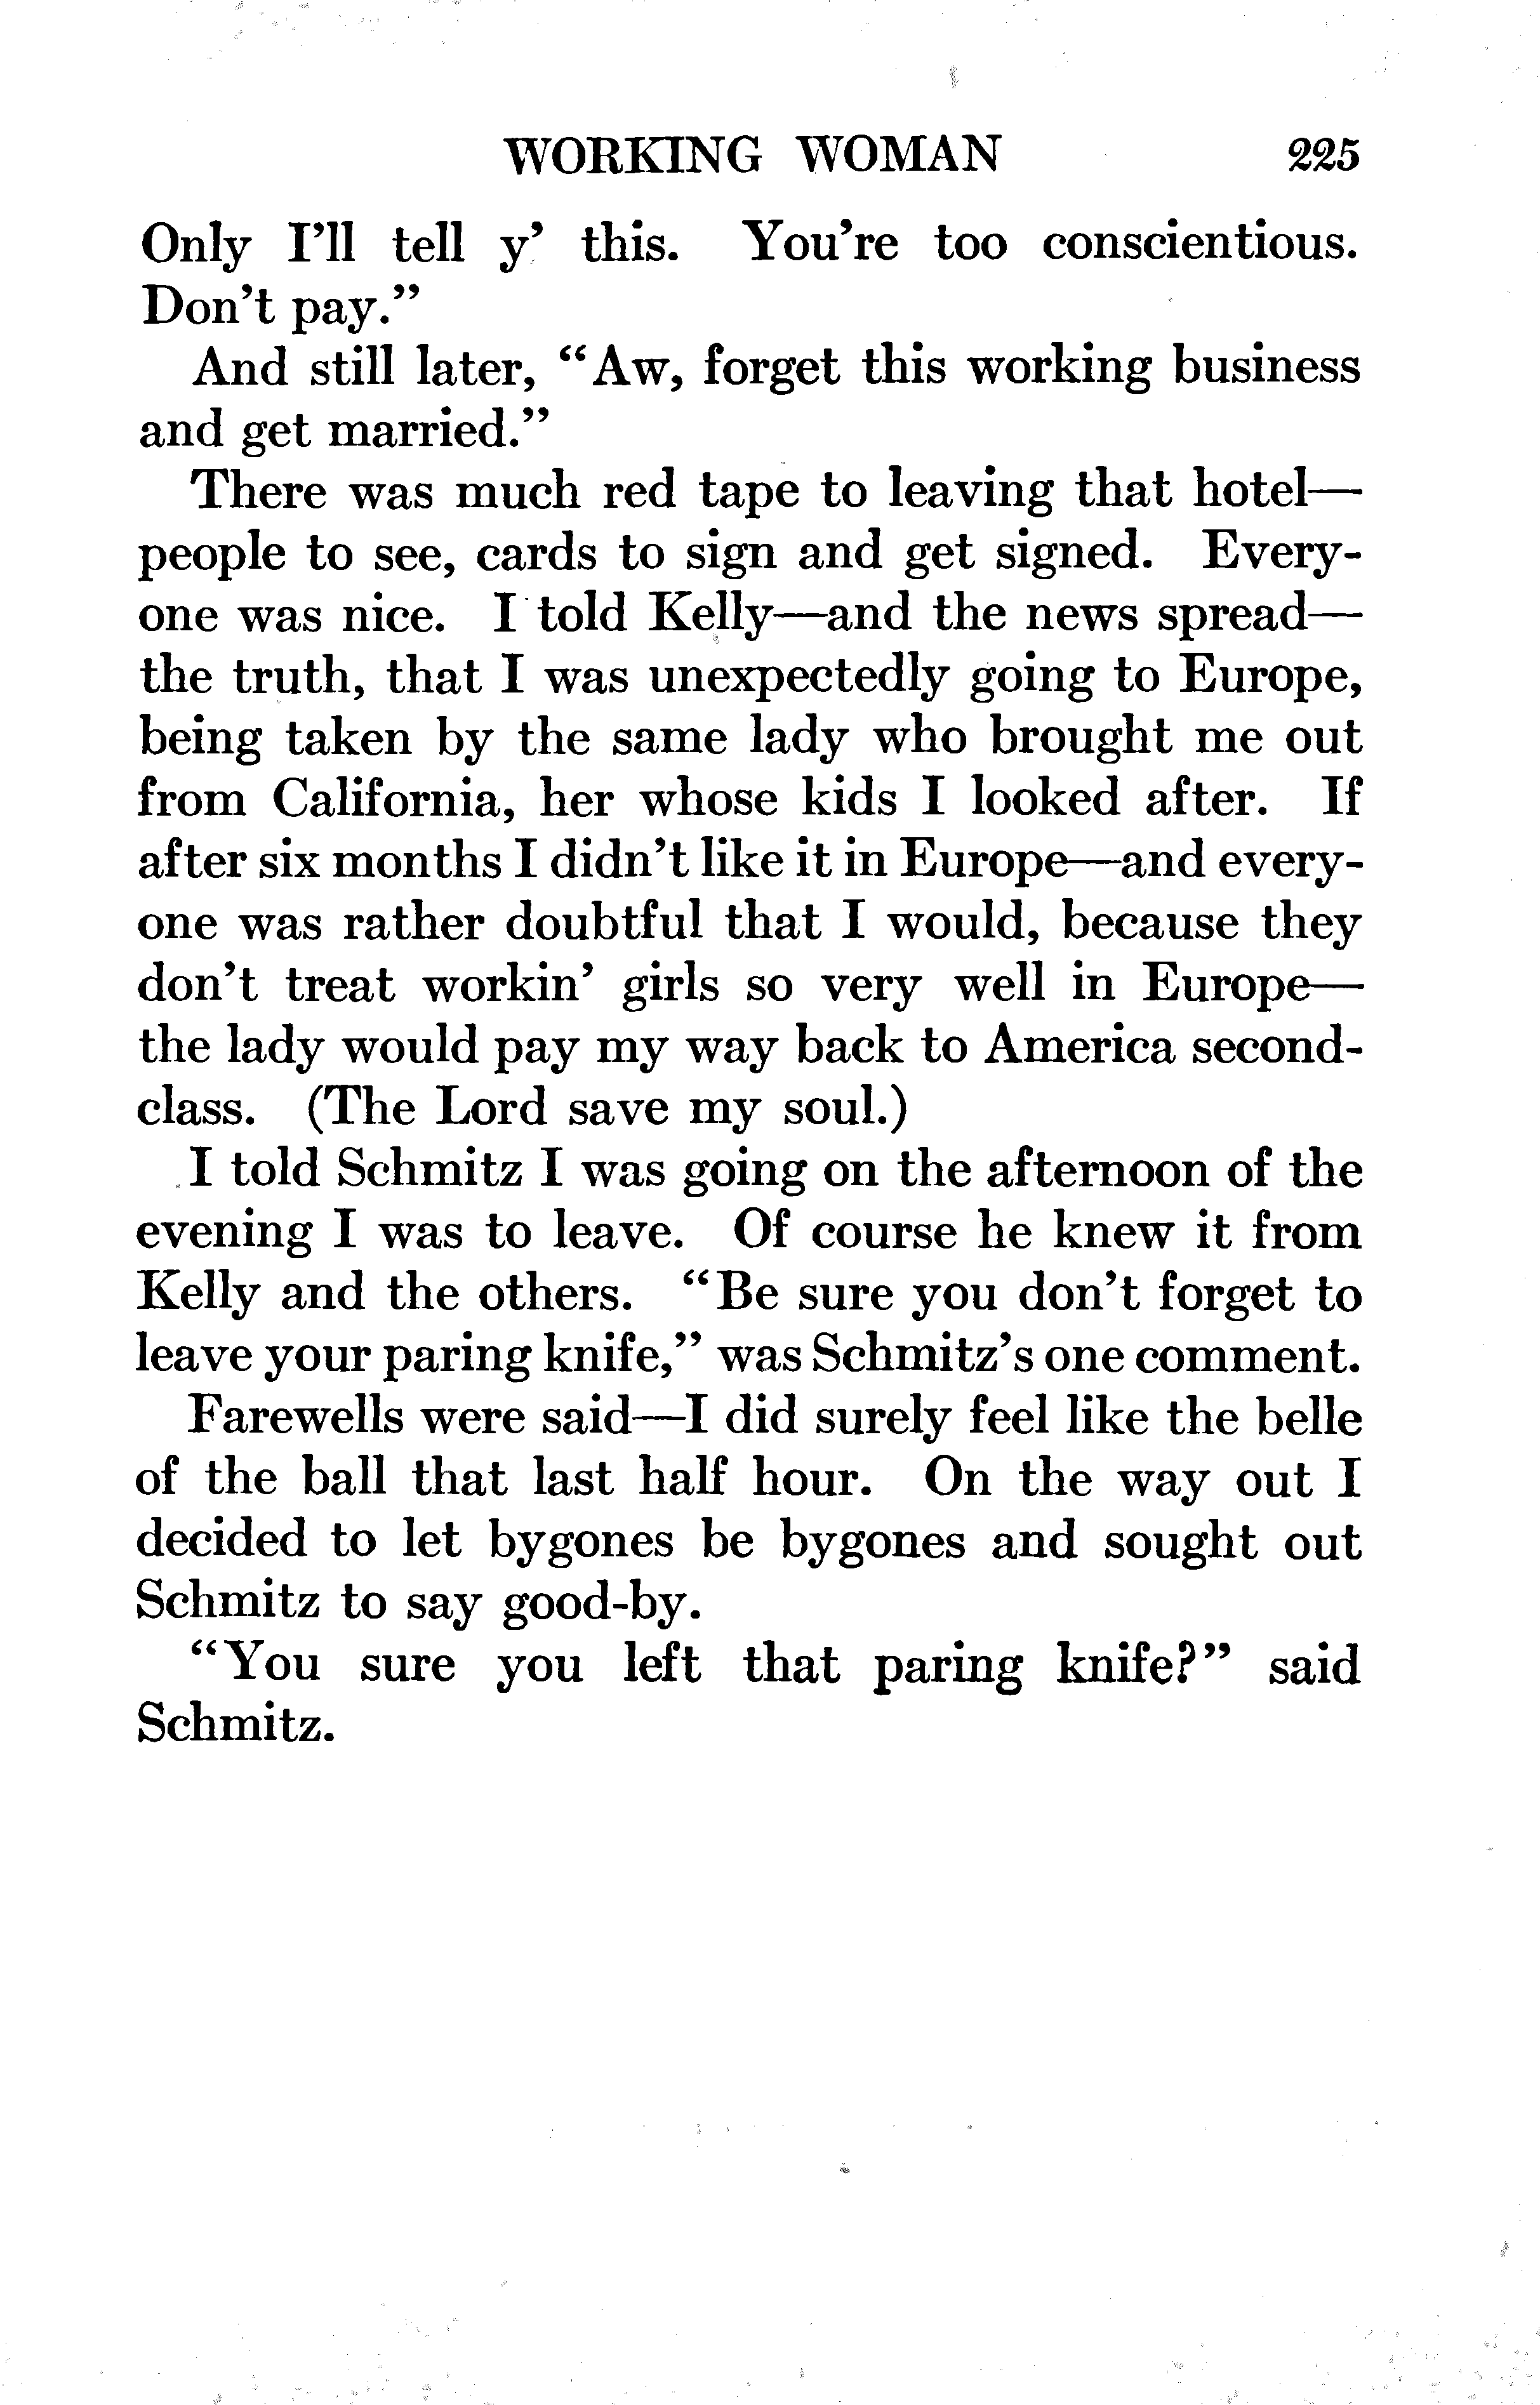 WORKING WOMAN 225
Only I'll tell y' this. You're too conscientious.
Don't pay."
And still later, "Aw, forget this working business
and get married."
There was much red tape to leaving that hotel—
people to see, cards to sign and get signed. Every-
one was nice. I told Kelly—and the news spread—
the truth, that I was unexpectedly going to Europe,
being taken by the same lady who brought me out
from California, her whose kids I looked after. If
after six months I didn't like it in Europe—and every-
one was rather doubtful that I would, because they
don't treat workin' girls so very well in Europe—
the lady would pay my way back to America second-
class. (The Lord save my soul.)
I told Schmitz I was going on the afternoon of the
evening I was to leave. Of course he knew it from
Kelly and the others. "Be sure you don't forget to
leave your paring knife," was Schmitz's one comment.
Farewells were said—I did surely feel like the belle
of the ball that last half hour. On the way out I
decided to let bygones be bygones and sought out
Schmitz to say good-by.
"You sure you left that paring knife?" said
Schmitz.